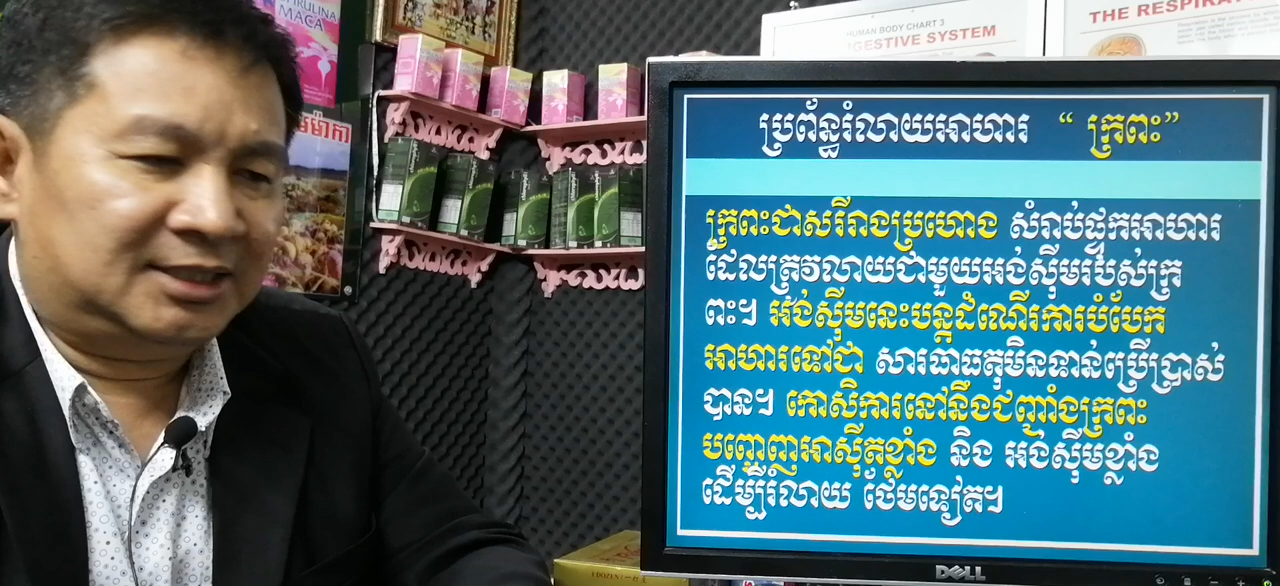 SPIRULINA
MACA
ម៉ាកា
HUMAN BODY CHART 3
DIGESTIVE SYSTEM
THE RESPIRAT
ប្រព័ន្ធរំលាយអាហារ “ ក្រពះ”
ក្រពះជាសរីរាងប្រហោង សំរាប់ផ្ទុកអាហារ
ដែលត្រូវលាយជាមួយអង់ស៊ីមរបស់ក្រ
ពះ។ អង់ស៊ីមនេះបន្តដំណើរការបំបែក
អាហារទៅជា សារធាធតុមិនទាន់ប្រើប្រាស់
បាន។ កោសិការនៅនឹងជញ្ជាំងក្រពះ
បញ្ចេញអាស៊ីតខ្លាំង និង អង់ស៊ីមខ្លាំង
ដើម្បីរំលាយ ថែមទៀត។
DELL